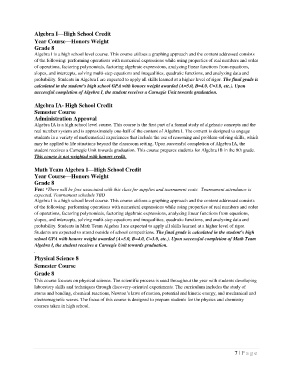 Algebra I—High School Credit
Year Course—Honors Weight
Grade 8
Algebra I is a high school level course. This course utilizes a graphing approach and the content addressed consists
of the following: performing operations with numerical expressions while using properties of real numbers and order
of operations, factoring polynomials, factoring algebraic expressions, analyzing linear functions from equations,
slopes, and intercepts, solving multi-step equations and inequalities, quadratic functions, and analyzing data and
probability. Students in Algebra I are expected to apply all skills learned at a higher level of rigor. The final grade is
calculated in the student's high school GPA with honors weight awarded (A=5.0, B=4.0, C=3.0, etc.). Upon
successful completion of Algebra I, the student receives a Carnegie Unit towards graduation.
Algebra IA- High School Credit
Semester Course
Administration Approval
Algebra IA is a high school level course. This course is the first part of a formal study of algebraic concepts and the
real number system and is approximately one-half of the content of Algebra I. The content is designed to engage
students in a variety of mathematical experiences that include the use of reasoning and problem-solving skills, which
may be applied to life situations beyond the classroom setting. Upon successful completion of Algebra IA, the
student receives a Carnegie Unit towards graduation. This course prepares students for Algebra IB in the 8th grade.
This course is not weighted with honors credit.
Math Team Algebra I—High School Credit
Year Course—Honors Weight
Grade 8
Fee: *There will be fees associated with this class for supplies and tournament costs. Tournament attendance is
expected. Tournament schedule TBD
Algebra I is a high school level course. This course utilizes a graphing approach and the content addressed consists
of the following: performing operations with numerical expressions while using properties of real numbers and order
of operations, factoring polynomials, factoring algebraic expressions, analyzing linear functions from equations,
slopes, and intercepts, solving multi-step equations and inequalities, quadratic functions, and analyzing data and
probability. Students in Math Team Algebra I are expected to apply all skills learned at a higher level of rigor.
Students are expected to attend rounds of school competitions. The final grade is calculated in the student's high
school GPA with honors weight awarded (A=5.0, B=4.0, C=3.0, etc.). Upon successful completion of Math Team
Algebra I, the student receives a Carnegie Unit towards graduation.
Physical Science 8
Semester Course
Grade 8
This course focuses on physical science. The scientific process is used throughout the year with students developing
laboratory skills and techniques through discovery-oriented experiments. The curriculum includes the study of
atoms and bonding, chemical reactions, Newton's laws of motion, potential and kinetic energy, and mechanical and
electromagnetic waves. The focus of this course is designed to prepare students for the physics and chemistry
courses taken in high school.
7 | Page